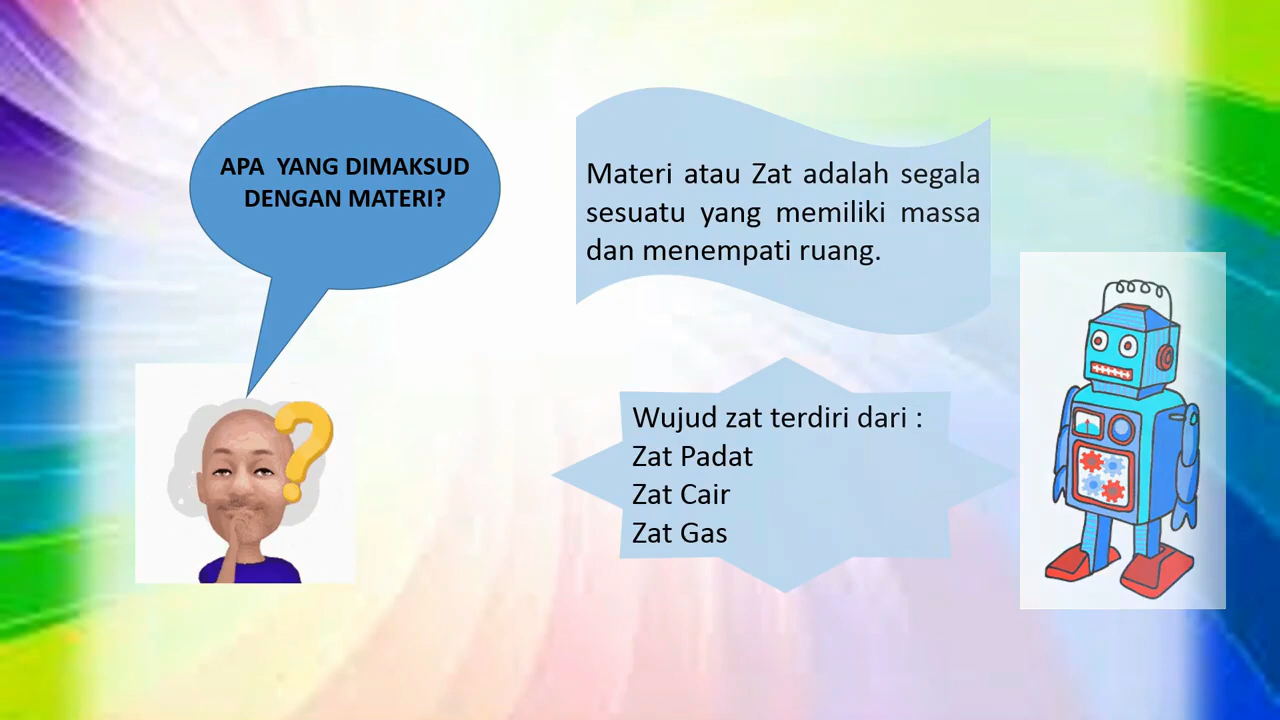 APA YANG DIMAKSUD
DENGAN MATERI?
Materi atau Zat adalah segala
sesuatu yang memiliki massa
dan menempati ruang.
Wujud zat terdiri dari :
Zat Padat
Zat Cair
Zat Gas